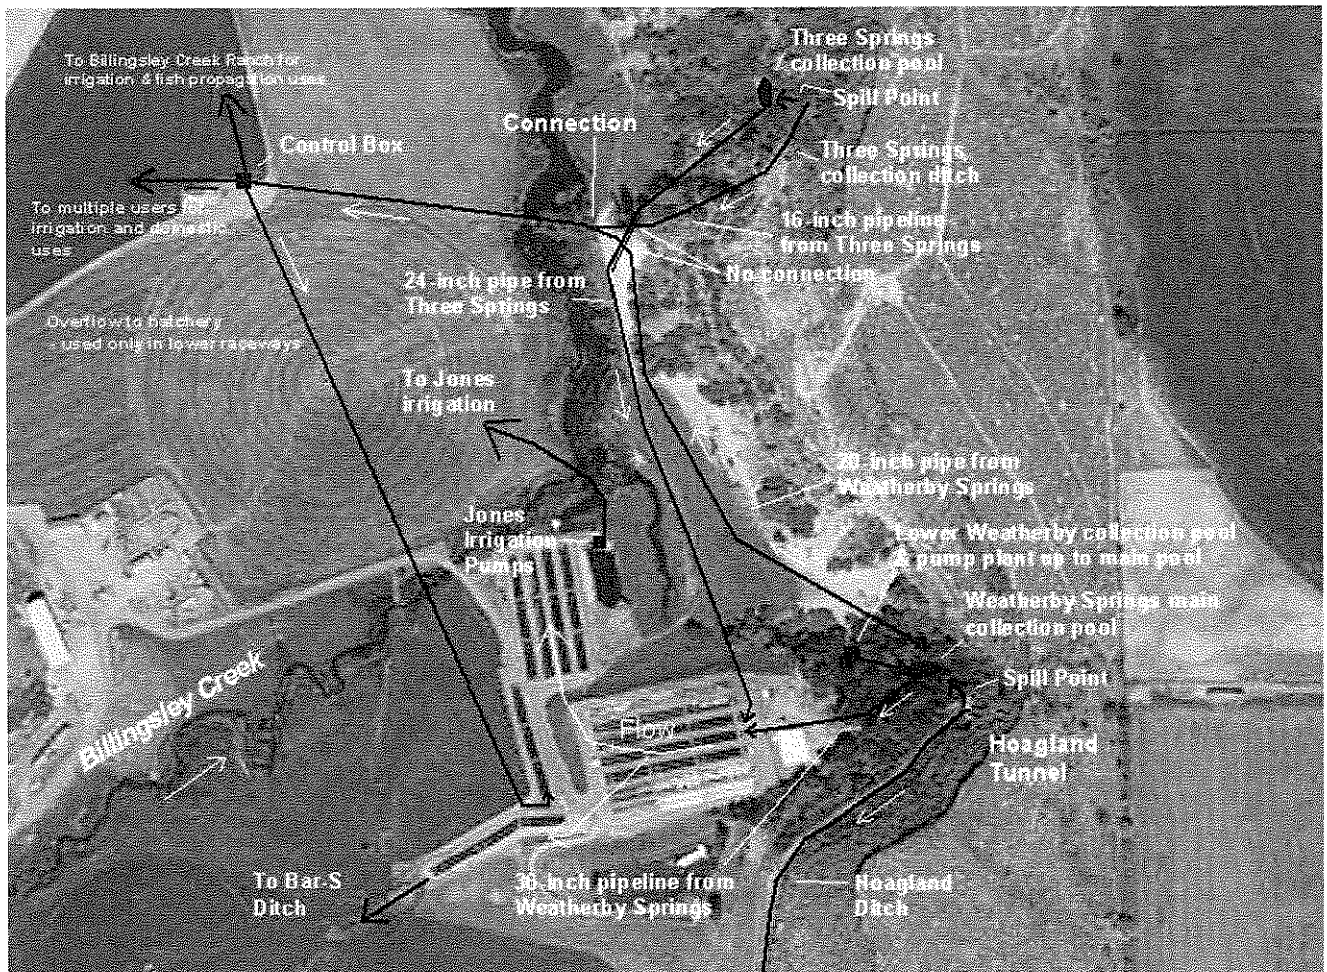 Three Springs
collection pool
Spill Point
To Billingsley Creek Ranch for
irrigation & fish propagation uses
Connection
Control Box
Three Springs
collection ditch
To multiple users for
irrigation and domestic
uses
16-inch pipeline
from Three Springs
No connection
24-inch pipe from
Three Springs
Overflow to hatchery
- used only in lower raceways
To Jones
irrigation
20-inch pipe from
Weatherby Springs
Jones
Irrigation
Pumps
Lower Weatherby collection pool
& pump plant up to main pool
Weatherby Springs main
collection pool
Spill Point
Billingsley Creek
Flow
Hoagland
Tunnel
To Bar-S
Ditch
36-inch pipeline from
Weatherby Springs
Hoagland
Ditch